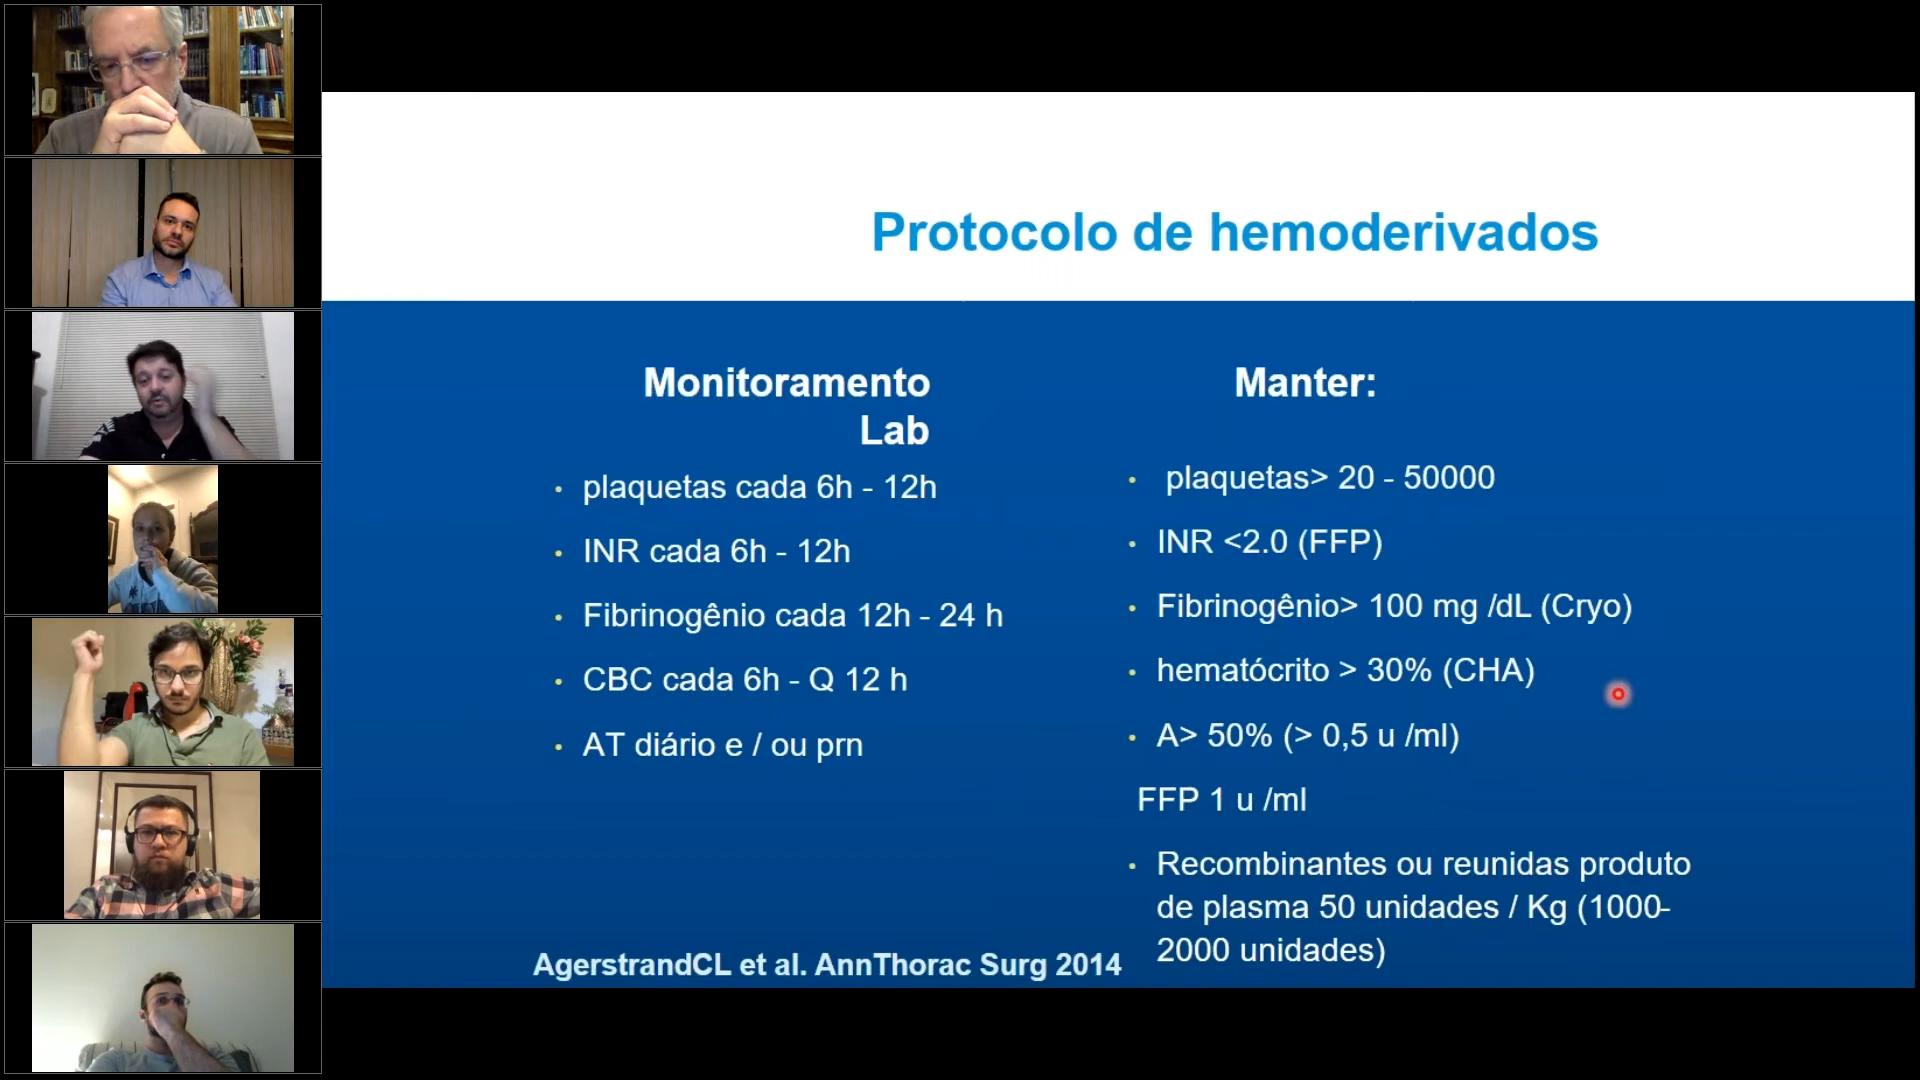 Protocolo de hemoderivados
Monitoramento
Lab
• plaquetas cada 6h - 12h
• INR cada 6h - 12h
• Fibrinogênio cada 12h - 24 h
• CBC cada 6h - Q 12 h
• AT diário e / ou prn
AgerstrandCL et al. AnnThorac Surg 2014
Manter:
• plaquetas> 20 - 50000
• INR <2.0 (FFP)
• Fibrinogênio> 100 mg /dL (Cryo)
• hematócrito > 30% (CHA)
• A> 50% (> 0,5 u /ml)
FFP 1 u /ml
• Recombinantes ou reunidas produto
de plasma 50 unidades / Kg (1000-
2000 unidades)